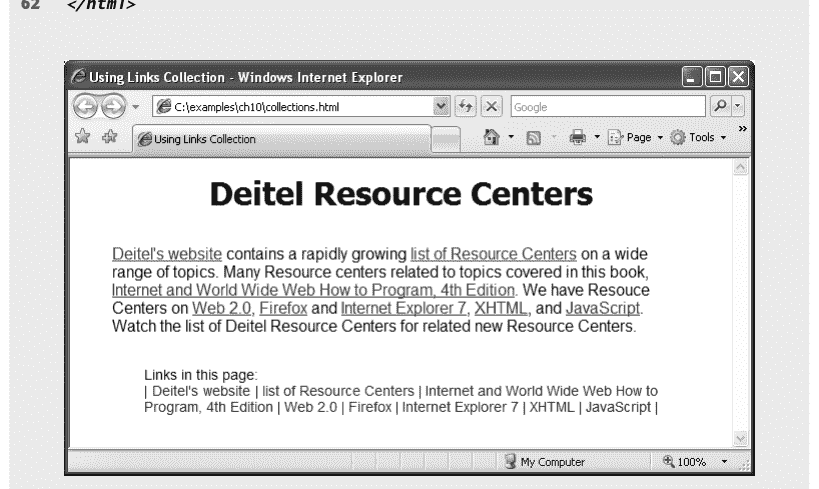 62 </html>
Using Links Collection - Windows Internet Explorer
C:\examples\ch10\collections.html
Google
Using Links Collection
Page
Tools
»
Deitel Resource Centers
Deitel's website contains a rapidly growing list of Resource Centers on a wide
range of topics. Many Resource centers related to topics covered in this book,
Internet and World Wide Web How to Program, 4th Edition. We have Resouce
Centers on Web 2.0, Firefox and Internet Explorer 7, XHTML, and JavaScript.
Watch the list of Deitel Resource Centers for related new Resource Centers.
Links in this page:
| Deitel's website | list of Resource Centers | Internet and World Wide Web How to
Program, 4th Edition | Web 2.0 | Firefox | Internet Explorer 7 | XHTML | JavaScript |
My Computer
100%